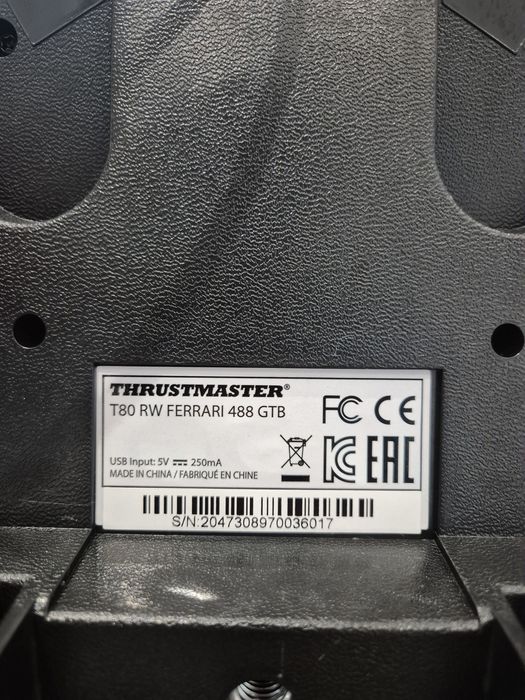 THRUSTMASTER®
T80 RW FERRARI 488 GTB
FC CE
USB Input: 5V ⎓ 250mA
MADE IN CHINA / FABRIQUÉ EN CHINE
KC EAC
S/N:2047308970036017